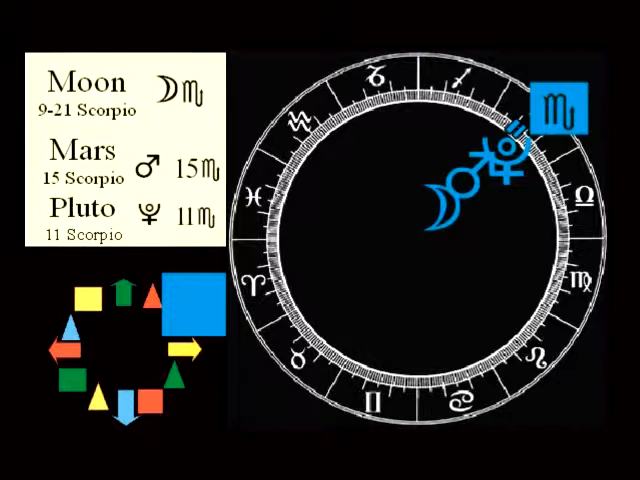 Moon ☽♏
9-21 Scorpio
Mars ♂ 15♏
15 Scorpio
Pluto ♇ 11♏
11 Scorpio
♑ ♐
♒ ♏
♓ ♎
♈ ♍
♉ ♌
♊ ♋